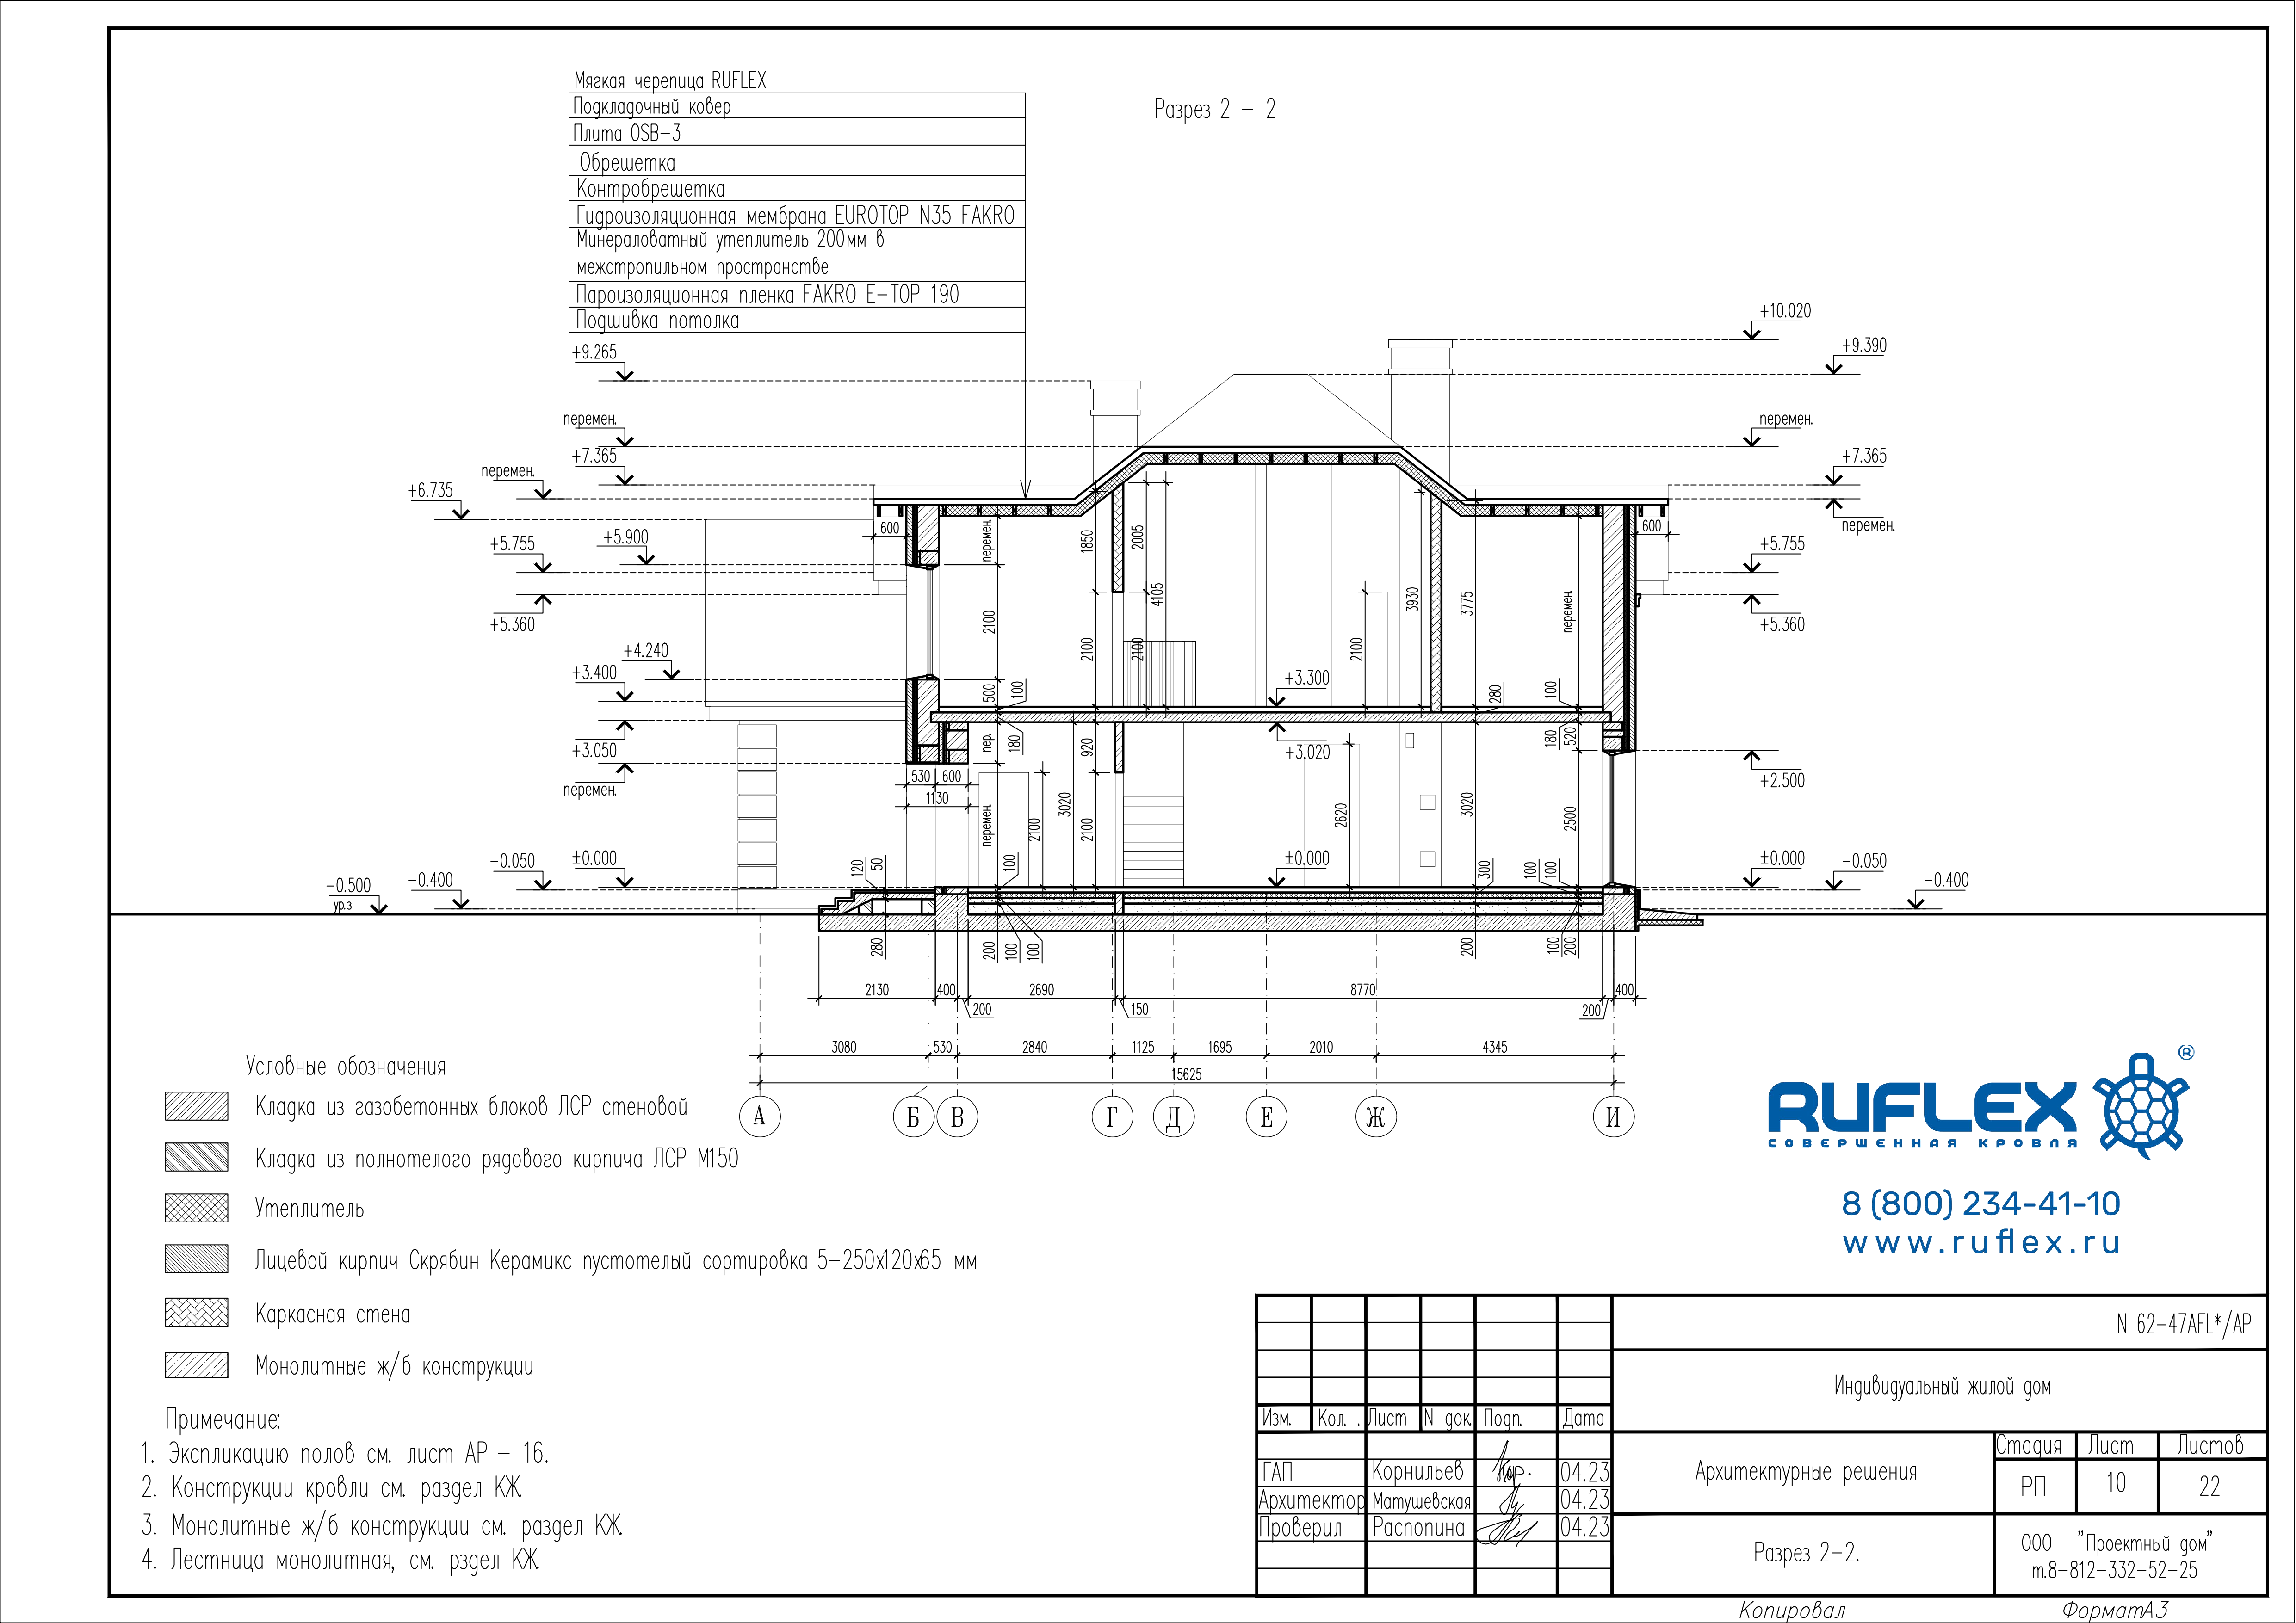 Мягкая черепица RUFLEX
Подкладочный ковер
Плита OSB-3
Обрешетка
Контробрешетка
Гидроизоляционная мембрана EUROTOP N35 FAKRO
Минераловатный утеплитель 200мм в
межстропильном пространстве
Пароизоляционная пленка FAKRO E-TOP 190
Подшивка потолка
Разрез 2 - 2
+9.265
перемен.
+7.365
перемен.
+6.735
+5.755
+5.900
+5.360
+4.240
+3.400
+3.050
перемен.
-0.050
±0.000
-0.400
-0.500
ур.з
+10.020
+9.390
перемен.
+7.365
перемен.
+5.755
+5.360
+2.500
±0.000
-0.050
-0.400
600
600
перемен.
1850
2005
4105
2100
2100
2100
2100
3930
3775
перемен.
500
100
+3.300
280
100
пер.
180
920
+3.020
180
520
530
600
1130
перемен.
2100
3020
2100
2620
3020
2500
120
50
100
±0.000
300
100
100
280
200
100
100
200
100
200
2130
400
2690
8770
400
200
150
200
3080
530
2840
1125
1695
2010
4345
15625
А
Б
В
Г
Д
Е
Ж
И
Условные обозначения
Кладка из газобетонных блоков ЛСР стеновой
Кладка из полнотелого рядового кирпича ЛСР М150
Утеплитель
Лицевой кирпич Скрябин Керамикс пустотелый сортировка 5-250х120х65 мм
Каркасная стена
Монолитные ж/б конструкции
Примечание:
1. Экспликацию полов см. лист АР - 16.
2. Конструкции кровли см. раздел КЖ.
3. Монолитные ж/б конструкции см. раздел КЖ.
4. Лестница монолитная, см. рздел КЖ.
RUFLEX ®
СОВЕРШЕННАЯ КРОВЛЯ
8 (800) 234-41-10
www.ruflex.ru
N 62-47AFL*/АР
Индивидуальный жилой дом
Изм. Кол. . Лист N док. Подп. Дата
ГАП Корнильев 04.23
Архитектор Матушевская 04.23
Проверил Распопина 04.23
Архитектурные решения
Стадия Лист Листов
РП 10 22
Разрез 2-2.
ООО "Проектный дом"
т.8-812-332-52-25
Копировал ФорматА3